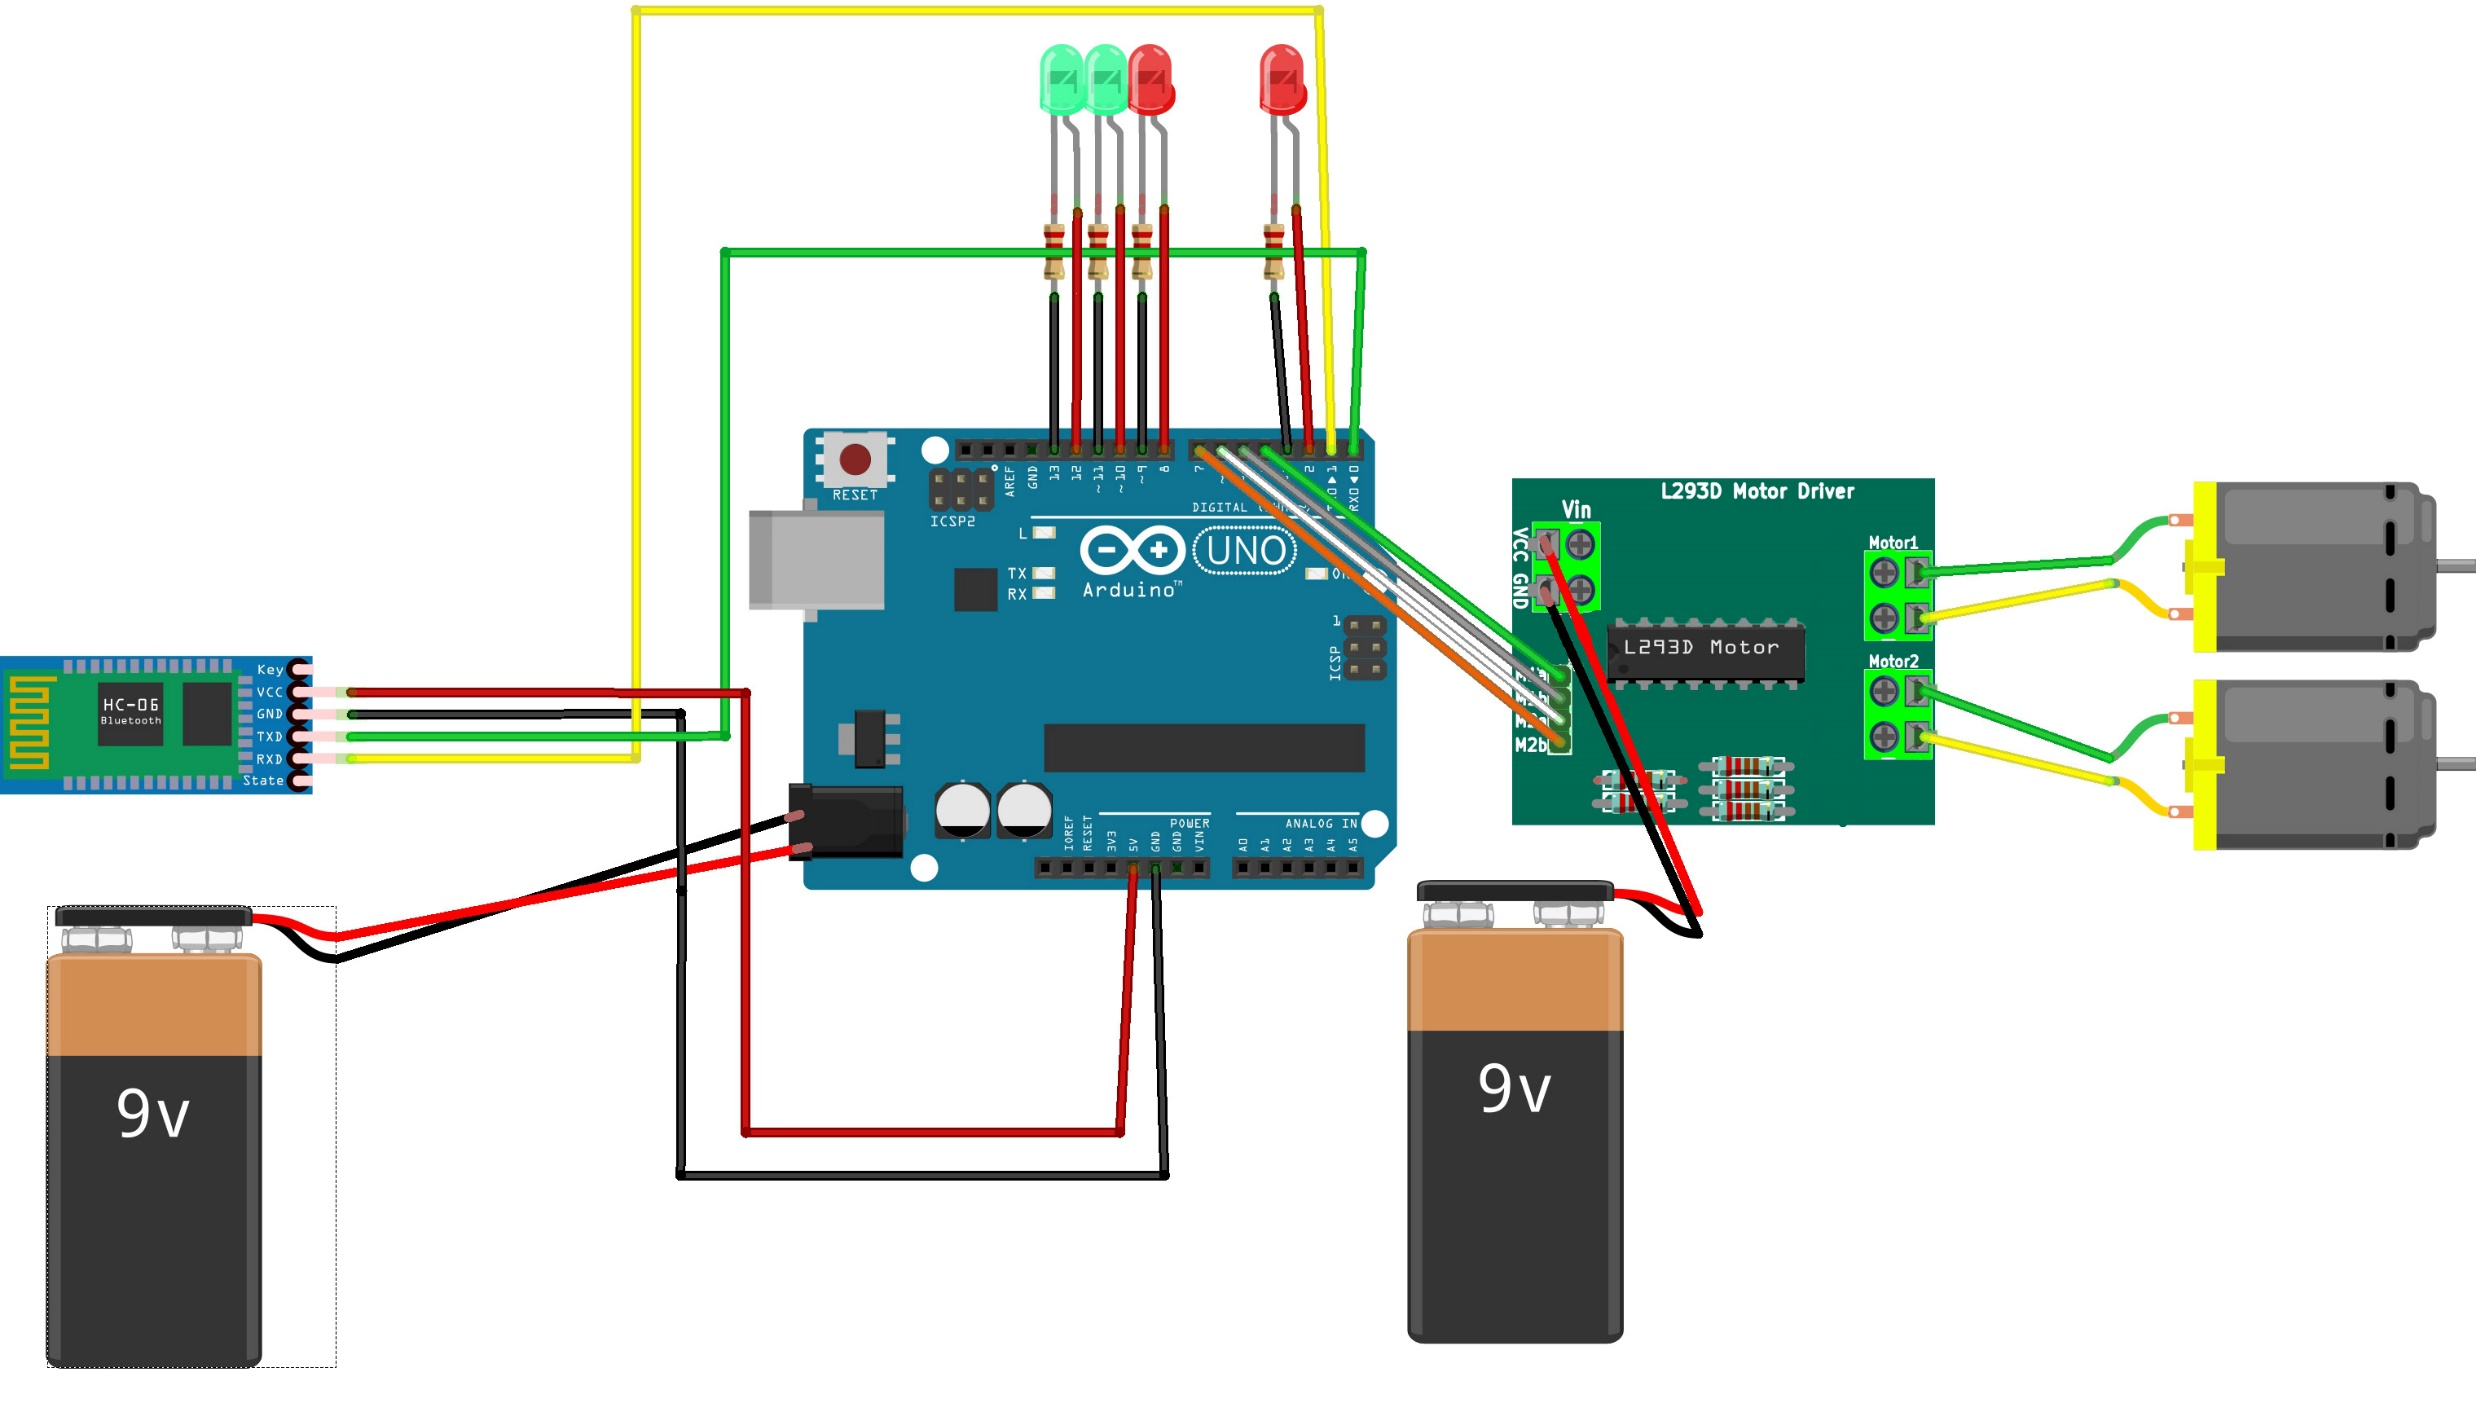 RESET
ICSP2
AREF
GND
13
12
~11
~10
~9
8
7
2
1
RX0◄0
DIGITAL
L
TX
RX
UNO
Arduino™
1
ICSP
IOREF
RESET
3V3
5V
GND
GND
VIN
POWER
A0
A1
A2
A3
A4
A5
ANALOG IN
HC-06
Bluetooth
Key
VCC
GND
TXD
RXD
State
L293D Motor Driver
Vin
VCC
GND
L293D Motor
M2b
Motor1
Motor2
9v
9v